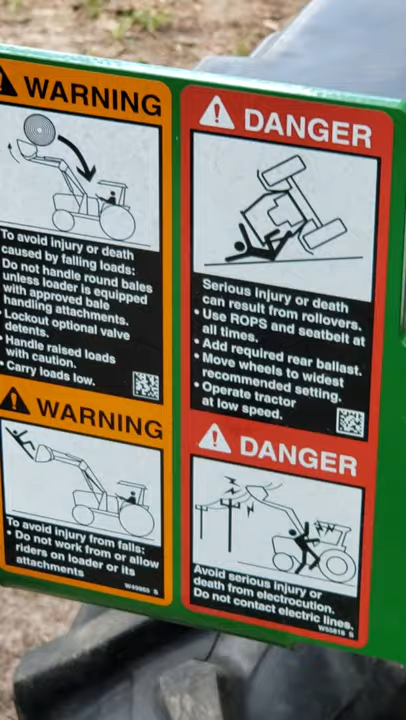 WARNING
To avoid injury or death
caused by falling loads:
Do not handle round bales
unless loader is equipped
with approved bale
handling attachments.
• Lockout optional valve
detents.
• Handle raised loads
with caution.
• Carry loads low.
WARNING
To avoid injury from falls:
• Do not work from or allow
riders on loader or its
attachments
DANGER
Serious injury or death
can result from rollovers.
• Use ROPS and seatbelt at
all times.
• Add required rear ballast.
• Move wheels to widest
recommended setting.
• Operate tractor
at low speed.
DANGER
Avoid serious injury or
death from electrocution.
Do not contact electric lines.